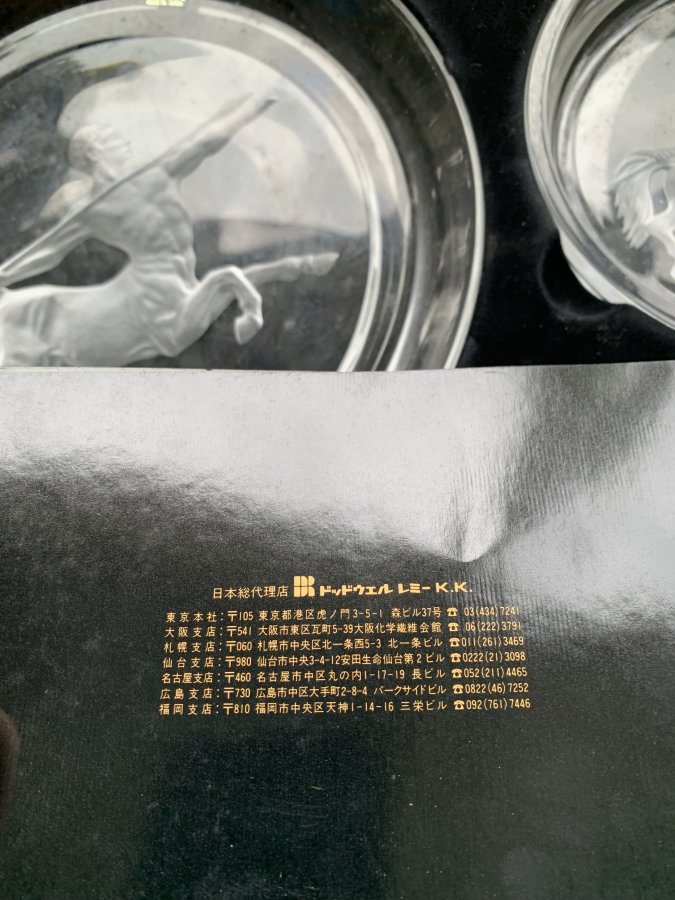 日本総代理店 ドッドウェル レミー K.K.
東京本社:〒105 東京都港区虎ノ門3-5-1 森ビル37号 ☎ 03(434)7241
大阪支店:〒541 大阪市東区瓦町5-39大阪化学繊維会館 ☎ 06(222)3791
札幌支店:〒060 札幌市中央区北一条西5-3 北一条ビル ☎011(261)3469
仙台支店:〒980 仙台市中央3-4-12安田生命仙台第2ビル ☎0222(21)3098
名古屋支店:〒460 名古屋市中区丸の内1-17-19 長ビル ☎052(211)4465
広島支店:〒730 広島市中区大手町2-8-4 パークサイドビル ☎0822(46)7252
福岡支店:〒810 福岡市中央区天神1-14-16 三栄ビル ☎092(761)7446